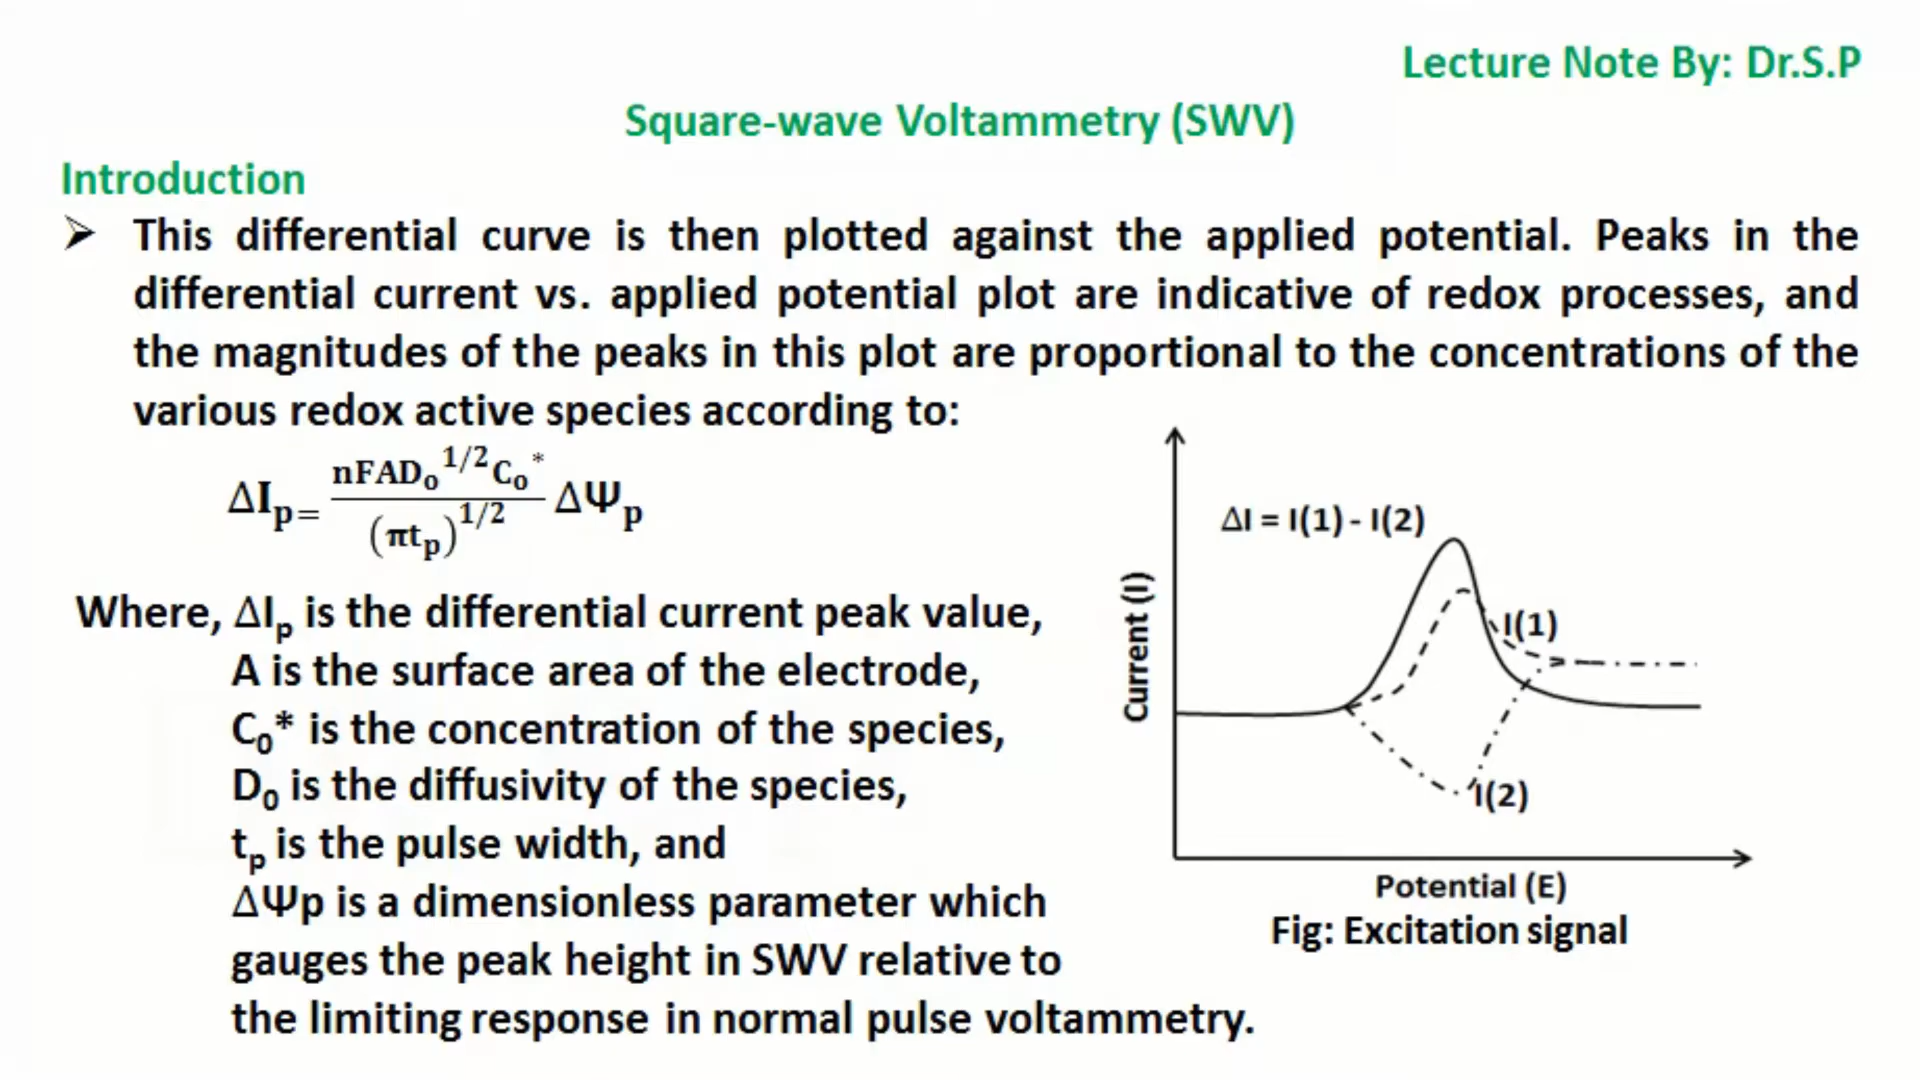 Lecture Note By: Dr.S.P
Square-wave Voltammetry (SWV)
Introduction
➢ This differential curve is then plotted against the applied potential. Peaks in the
differential current vs. applied potential plot are indicative of redox processes, and
the magnitudes of the peaks in this plot are proportional to the concentrations of the
various redox active species according to:
ΔIₚ₌ nFAD₀^1/2 C₀* / (πtₚ)^1/2 ΔΨₚ
Where, ΔIₚ is the differential current peak value,
A is the surface area of the electrode,
C₀* is the concentration of the species,
D₀ is the diffusivity of the species,
tₚ is the pulse width, and
ΔΨp is a dimensionless parameter which
gauges the peak height in SWV relative to
the limiting response in normal pulse voltammetry.
ΔI = I(1) - I(2)
I(1)
I(2)
Current (I)
Potential (E)
Fig: Excitation signal